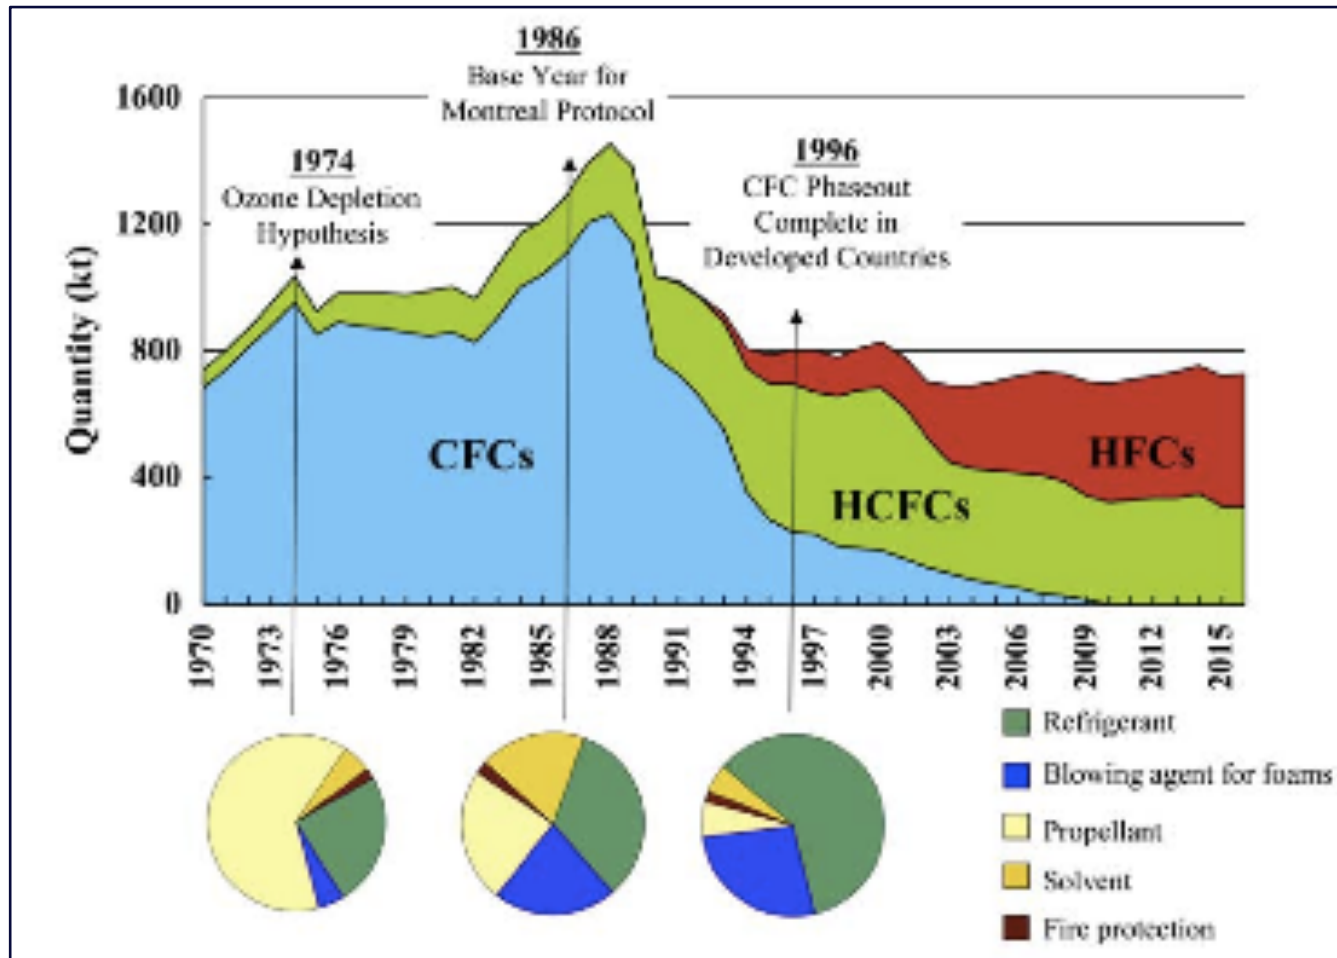 1986
Base Year for
Montreal Protocol
1974
Ozone Depletion
Hypothesis
1996
CFC Phaseout
Complete in
Developed Countries
Quantity (kt)
1600
1200
800
400
0
CFCs
HCFCs
HFCs
1970
1973
1976
1979
1982
1985
1988
1991
1994
1997
2000
2003
2006
2009
2012
2015
Refrigerant
Blowing agent for foams
Propellant
Solvent
Fire protection